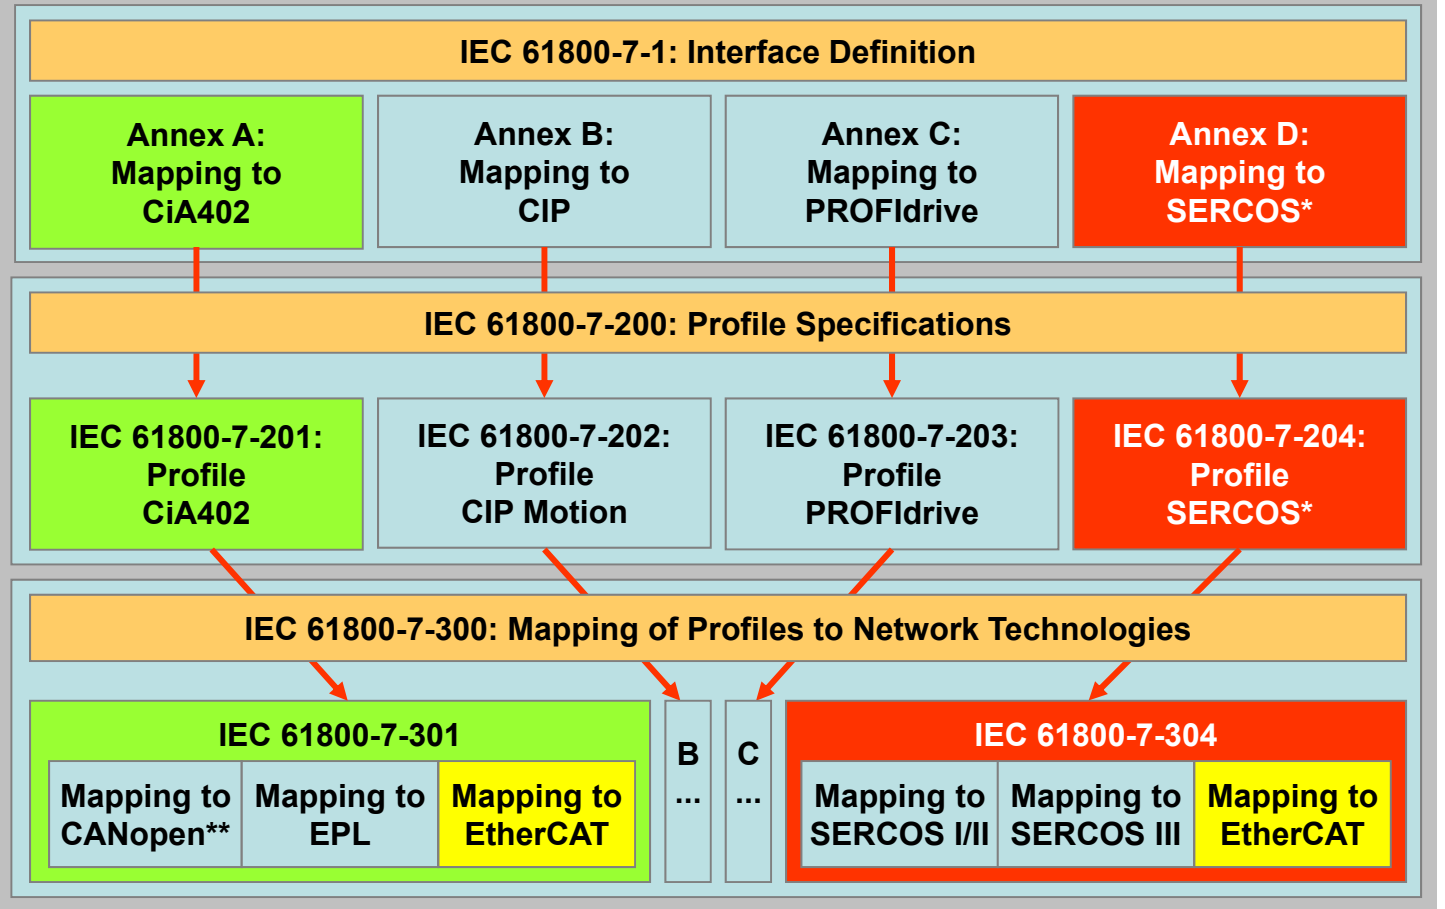 IEC 61800-7-1: Interface Definition
Annex A:
Mapping to
CiA402
Annex B:
Mapping to
CIP
Annex C:
Mapping to
PROFIdrive
Annex D:
Mapping to
SERCOS*
IEC 61800-7-200: Profile Specifications
IEC 61800-7-201:
Profile
CiA402
IEC 61800-7-202:
Profile
CIP Motion
IEC 61800-7-203:
Profile
PROFIdrive
IEC 61800-7-204:
Profile
SERCOS*
IEC 61800-7-300: Mapping of Profiles to Network Technologies
IEC 61800-7-301
Mapping to
CANopen**
Mapping to
EPL
Mapping to
EtherCAT
B
...
C
...
IEC 61800-7-304
Mapping to
SERCOS I/II
Mapping to
SERCOS III
Mapping to
EtherCAT